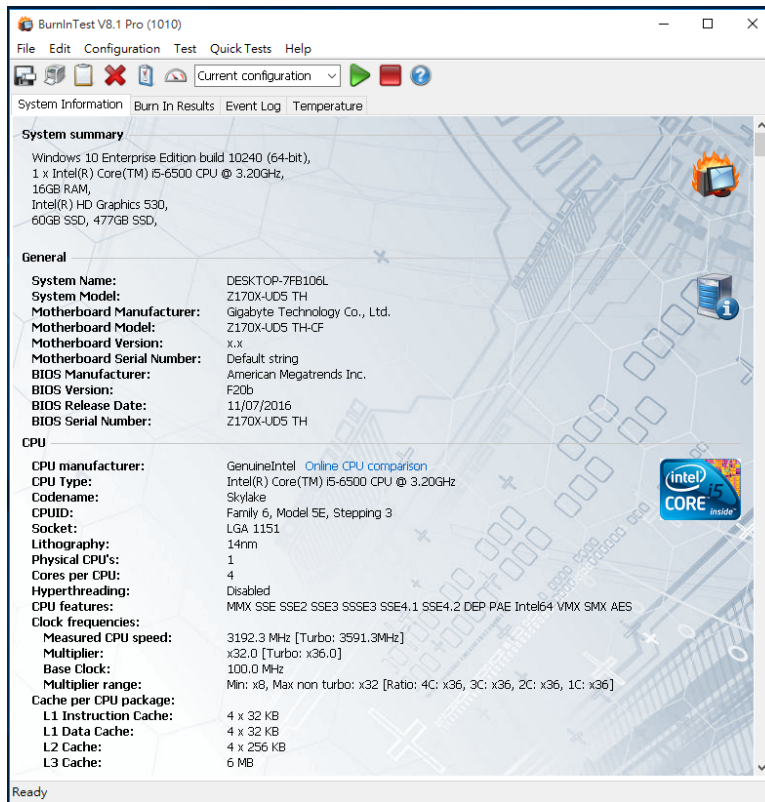 BurnInTest V8.1 Pro (1010)
File Edit Configuration Test Quick Tests Help
Current configuration
System Information Burn In Results Event Log Temperature
System summary
Windows 10 Enterprise Edition build 10240 (64-bit),
1 x Intel(R) Core(TM) i5-6500 CPU @ 3.20GHz,
16GB RAM,
Intel(R) HD Graphics 530,
60GB SSD, 477GB SSD,
General
System Name: DESKTOP-7FB106L
System Model: Z170X-UD5 TH
Motherboard Manufacturer: Gigabyte Technology Co., Ltd.
Motherboard Model: Z170X-UD5 TH-CF
Motherboard Version: x.x
Motherboard Serial Number: Default string
BIOS Manufacturer: American Megatrends Inc.
BIOS Version: F20b
BIOS Release Date: 11/07/2016
BIOS Serial Number: Z170X-UD5 TH
CPU
CPU manufacturer: GenuineIntel Online CPU comparison
CPU Type: Intel(R) Core(TM) i5-6500 CPU @ 3.20GHz
Codename: Skylake
CPUID: Family 6, Model 5E, Stepping 3
Socket: LGA 1151
Lithography: 14nm
Physical CPU's: 1
Cores per CPU: 4
Hyperthreading: Disabled
CPU features: MMX SSE SSE2 SSE3 SSSE3 SSE4.1 SSE4.2 DEP PAE Intel64 VMX SMX AES
Clock frequencies:
Measured CPU speed: 3192.3 MHz [Turbo: 3591.3MHz]
Multiplier: x32.0 [Turbo: x36.0]
Base Clock: 100.0 MHz
Multiplier range: Min: x8, Max non turbo: x32 [Ratio: 4C: x36, 3C: x36, 2C: x36, 1C: x36]
Cache per CPU package:
L1 Instruction Cache: 4 x 32 KB
L1 Data Cache: 4 x 32 KB
L2 Cache: 4 x 256 KB
L3 Cache: 6 MB
intel
CORE i5
inside™
Ready